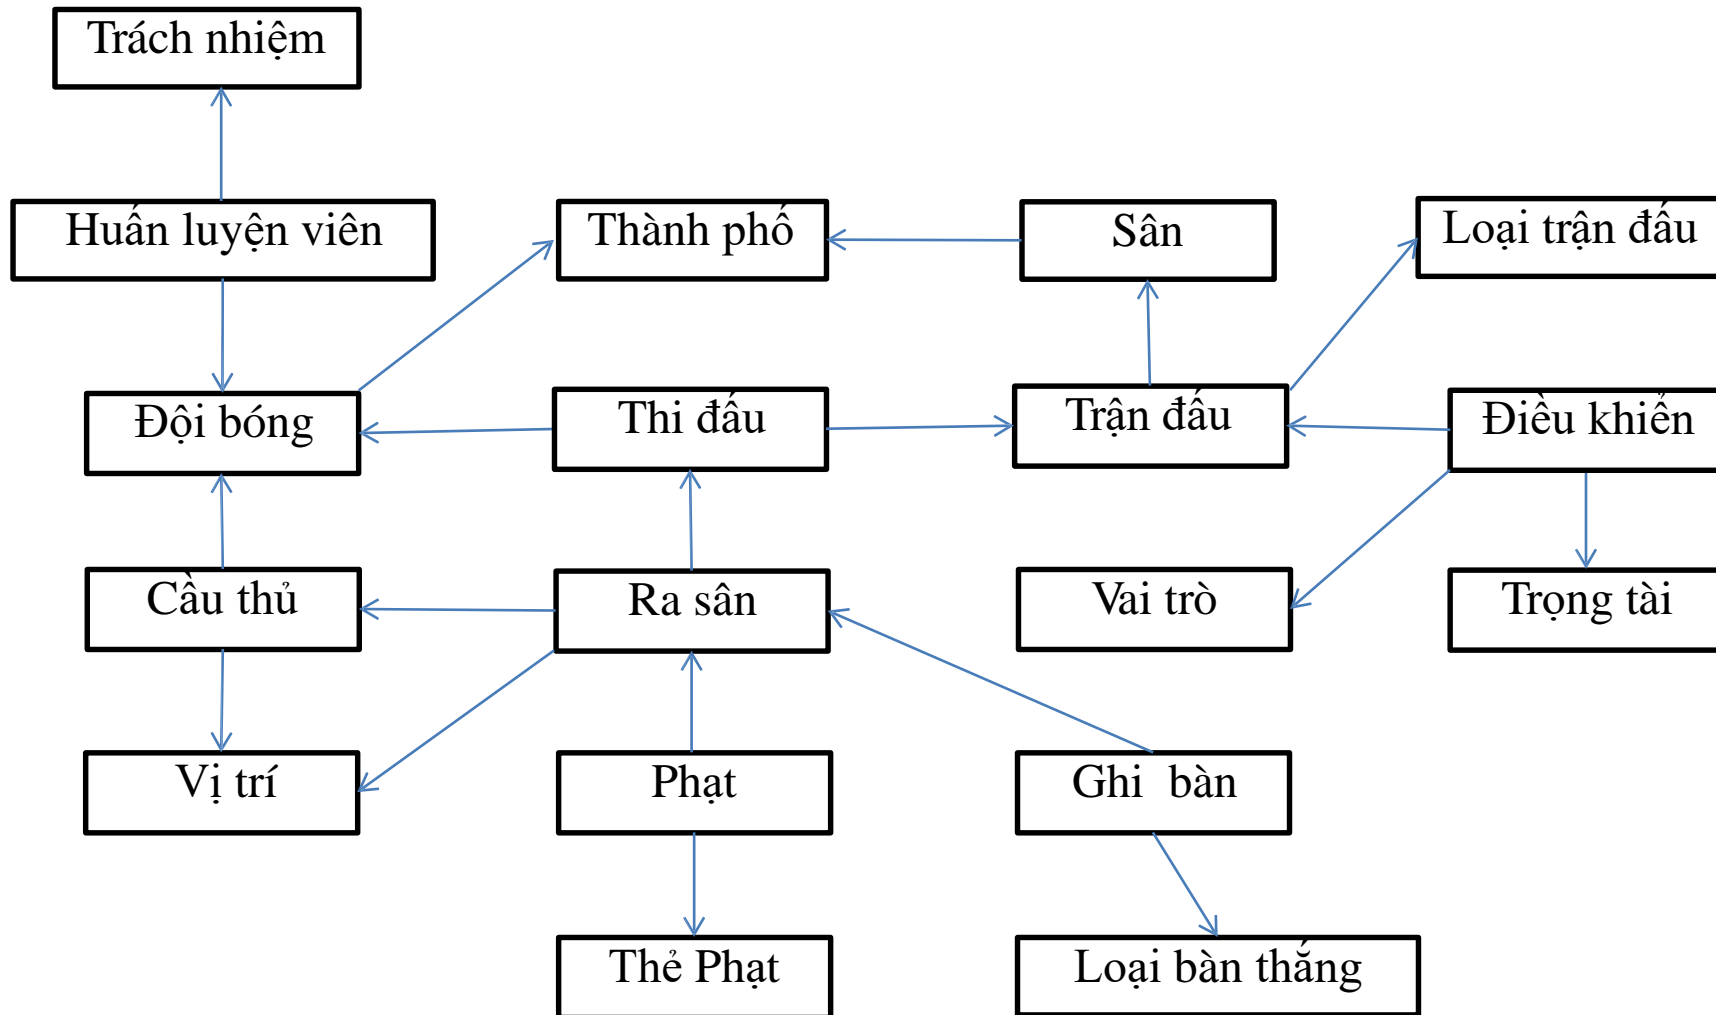 Trách nhiệm
Huấn luyện viên
Thành phố
Sân
Loại trận đấu
Đội bóng
Thi đấu
Trận đấu
Điều khiển
Cầu thủ
Ra sân
Vai trò
Trọng tài
Vị trí
Phạt
Ghi bàn
Thẻ Phạt
Loại bàn thắng